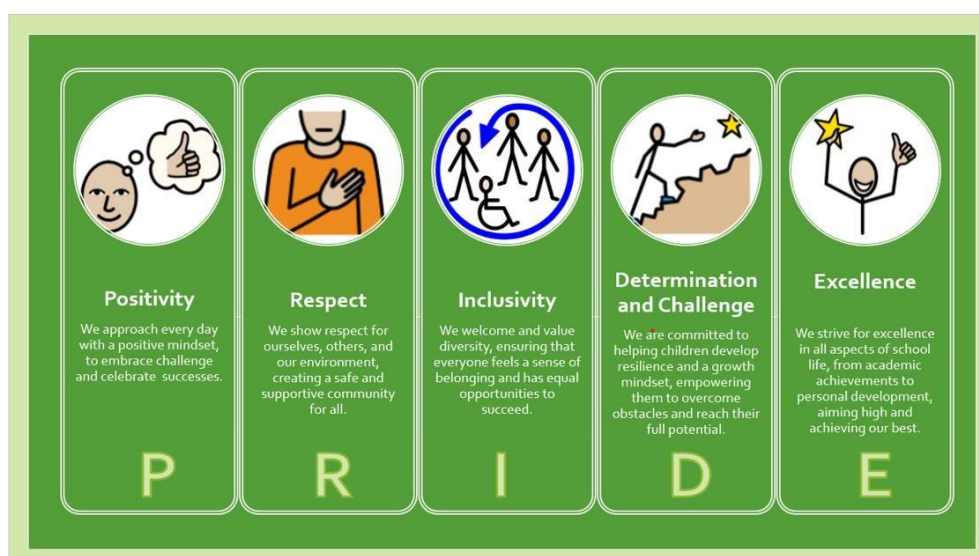 Positivity
We approach every day
with a positive mindset,
to embrace challenge
and celebrate successes.
P
Respect
We show respect for
ourselves, others, and
our environment,
creating a safe and
supportive community
for all.
R
Inclusivity
We welcome and value
diversity, ensuring that
everyone feels a sense of
belonging and has equal
opportunities to
succeed.
I
Determination
and Challenge
We are committed to
helping children develop
resilience and a growth
mindset, empowering
them to overcome
obstacles and reach their
full potential.
D
Excellence
We strive for excellence
in all aspects of school
life, from academic
achievements to
personal development,
aiming high and
achieving our best.
E